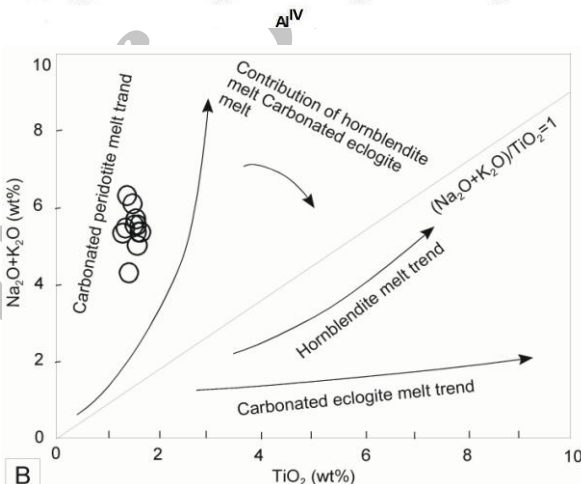 Al^IV
10
8
6
4
2
0
Na₂O+K₂O (wt%)
Carbonated peridotite melt trand
Contribution of hornblendite
melt Carbonated eclogite
melt
(Na₂O+K₂O)/TiO₂=1
Hornblendite melt trend
Carbonated eclogite melt trend
0
2
4
6
8
10
TiO₂ (wt%)
B